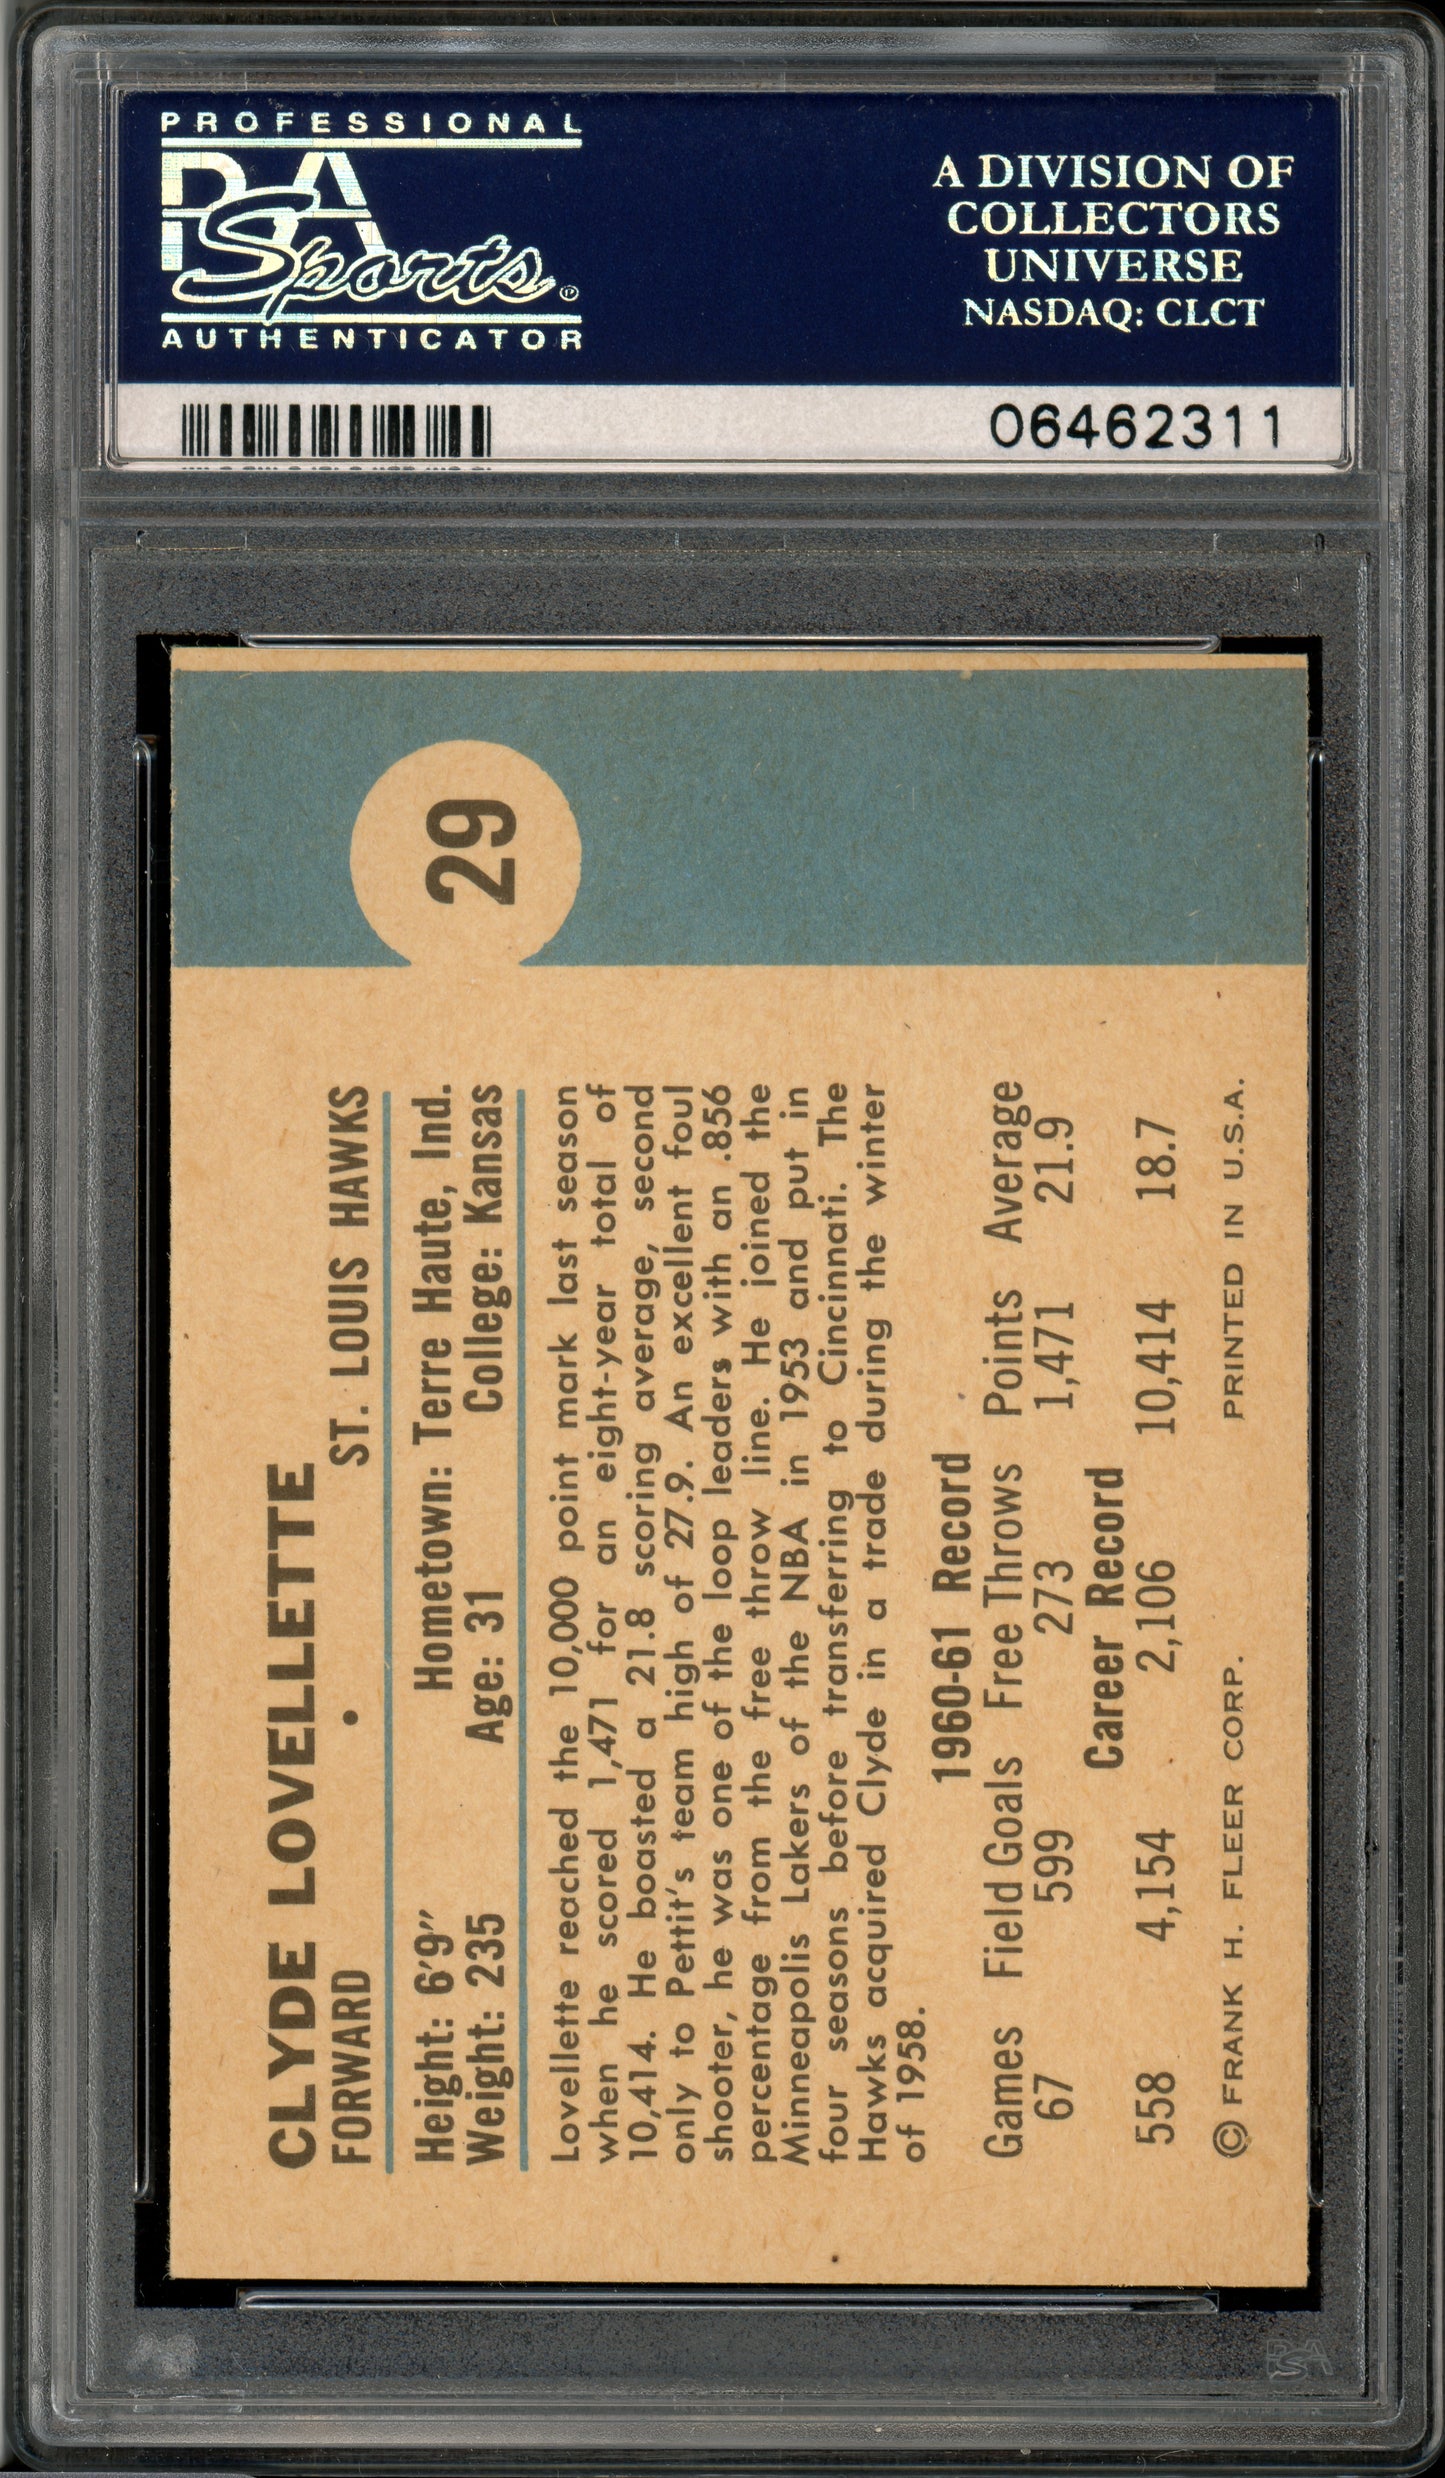 PROFESSIONAL
PSA
Sports
AUTHENTICATOR
A DIVISION OF
COLLECTORS
UNIVERSE
NASDAQ: CLCT
06462311
29
CLYDE LOVELLETTE
FORWARD • ST. LOUIS HAWKS
Height: 6'9" Hometown: Terre Haute, Ind.
Weight: 235 Age: 31 College: Kansas
Lovellette reached the 10,000 point mark last season
when he scored 1,471 for an eight-year total of
10,414. He boasted a 21.8 scoring average, second
only to Pettit's team high of 27.9. An excellent foul
shooter, he was one of the loop leaders with an .856
percentage from the free throw line. He joined the
Minneapolis Lakers of the NBA in 1953 and put in
four seasons before transferring to Cincinnati. The
Hawks acquired Clyde in a trade during the winter
of 1958.
1960-61 Record
Games Field Goals Free Throws Points Average
67 599 273 1,471 21.9
Career Record
558 4,154 2,106 10,414 18.7
© FRANK H. FLEER CORP. PRINTED IN U.S.A.
PSA